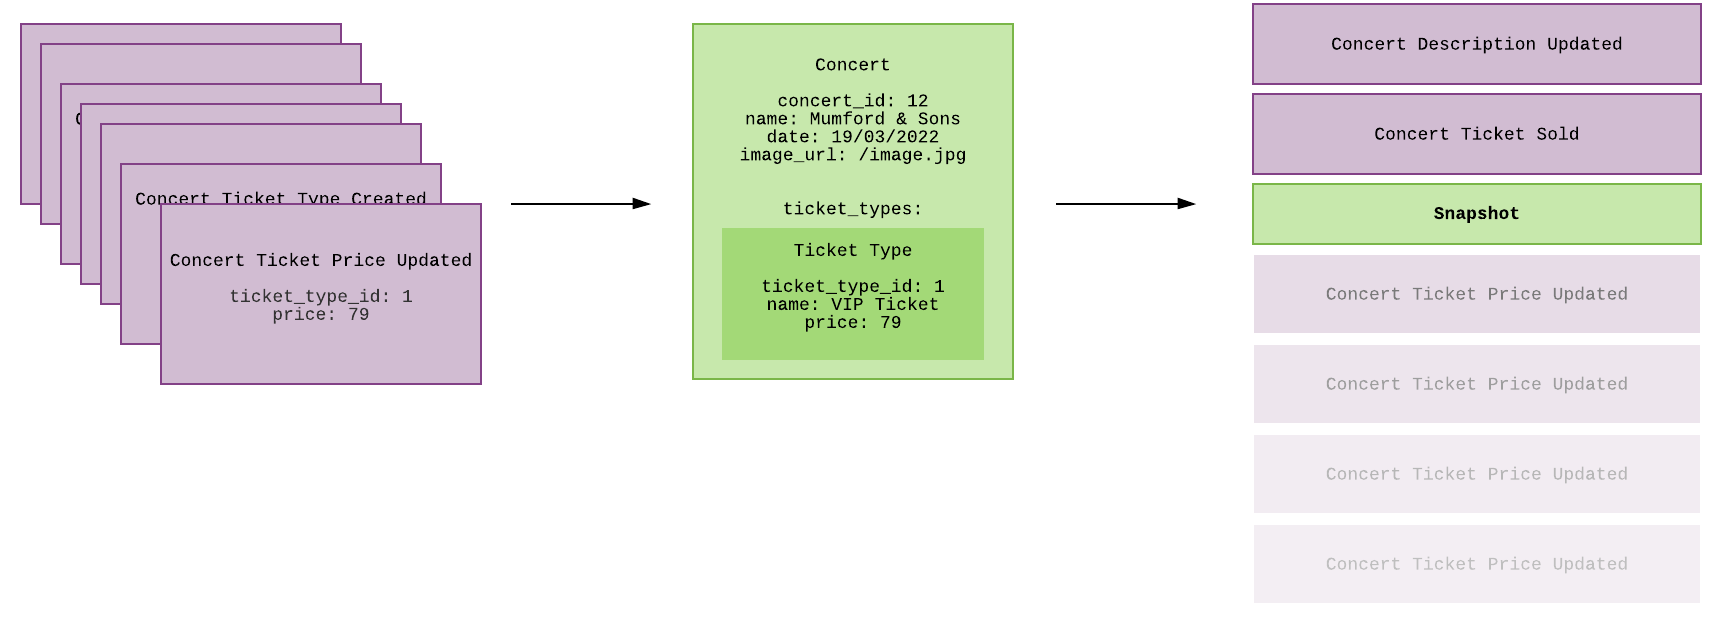 Concert Ticket Type Created
Concert Ticket Price Updated
ticket_type_id: 1
price: 79
Concert
concert_id: 12
name: Mumford & Sons
date: 19/03/2022
image_url: /image.jpg
ticket_types:
Ticket Type
ticket_type_id: 1
name: VIP Ticket
price: 79
Concert Description Updated
Concert Ticket Sold
Snapshot
Concert Ticket Price Updated
Concert Ticket Price Updated
Concert Ticket Price Updated
Concert Ticket Price Updated